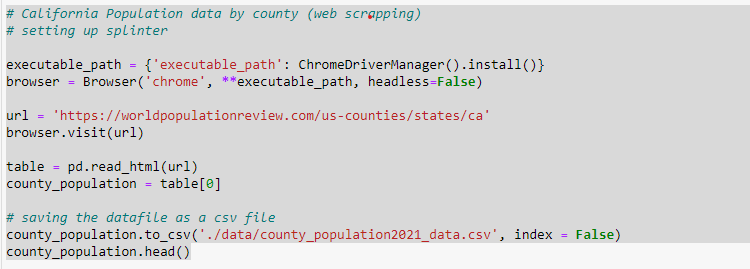 # California Population data by county (web scrapping)
# setting up splinter
executable_path = {'executable_path': ChromeDriverManager().install()}
browser = Browser('chrome', **executable_path, headless=False)
url = 'https://worldpopulationreview.com/us-counties/states/ca'
browser.visit(url)
table = pd.read_html(url)
county_population = table[0]
# saving the datafile as a csv file
county_population.to_csv('./data/county_population2021_data.csv', index = False)
county_population.head()